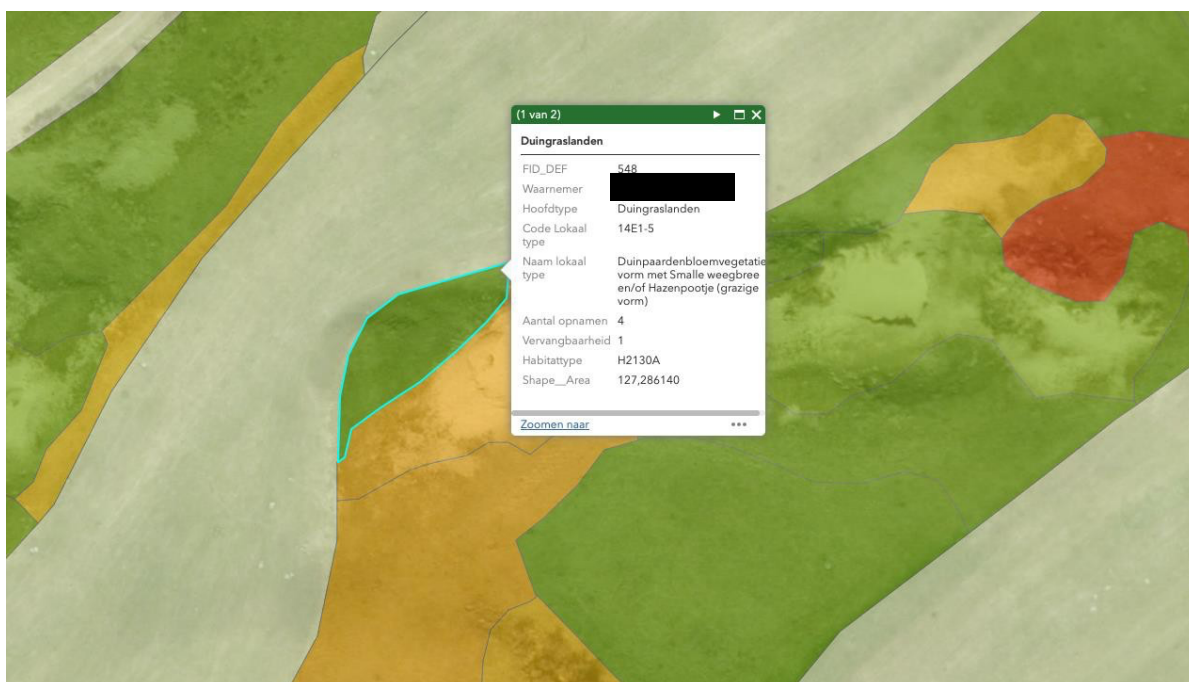 (1 van 2)
Duingraslanden
FID_DEF 548
Waarnemer
Hoofdtype Duingraslanden
Code Lokaal type 14E1-5
Naam lokaal type Duinpaardenbloemvegetatie
vorm met Smalle weegbree
en/of Hazenpootje (grazige
vorm)
Aantal opnamen 4
Vervangbaarheid 1
Habitattype H2130A
Shape__Area 127,286140
Zoomen naar